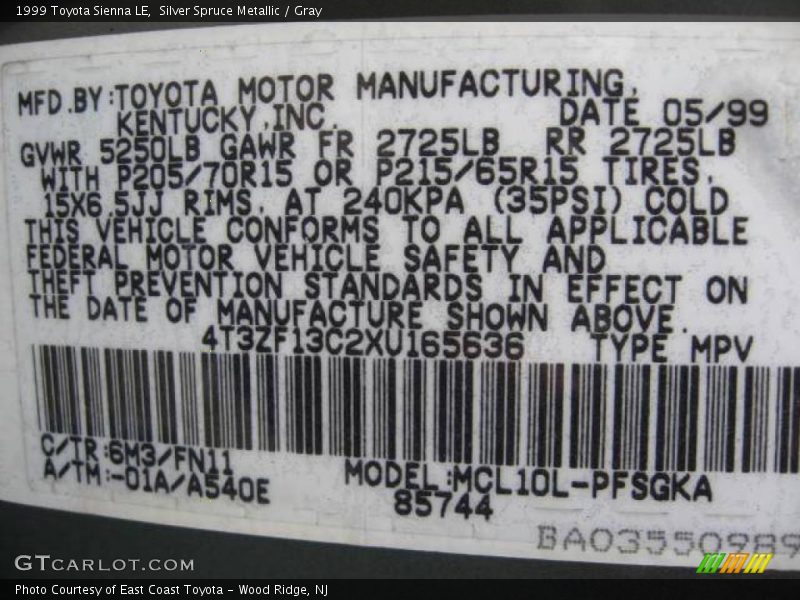 1999 Toyota Sienna LE,  Silver Spruce Metallic / Gray
MFD.BY:TOYOTA MOTOR MANUFACTURING,
KENTUCKY,INC. DATE 05/99
GVWR 5250LB GAWR FR 2725LB RR 2725LB
WITH P205/70R15 OR P215/65R15 TIRES,
15X6.5JJ RIMS, AT 240KPA (35PSI) COLD
THIS VEHICLE CONFORMS TO ALL APPLICABLE
FEDERAL MOTOR VEHICLE SAFETY AND
THEFT PREVENTION STANDARDS IN EFFECT ON
THE DATE OF MANUFACTURE SHOWN ABOVE.
4T3ZF13C2XU165636 TYPE MPV
C/TR:6M3/FN11
A/TM:-01A/A540E MODEL:MCL10L-PFSGKA
85744
BA03550989
GTCARLOT.COM
Photo Courtesy of East Coast Toyota - Wood Ridge, NJ